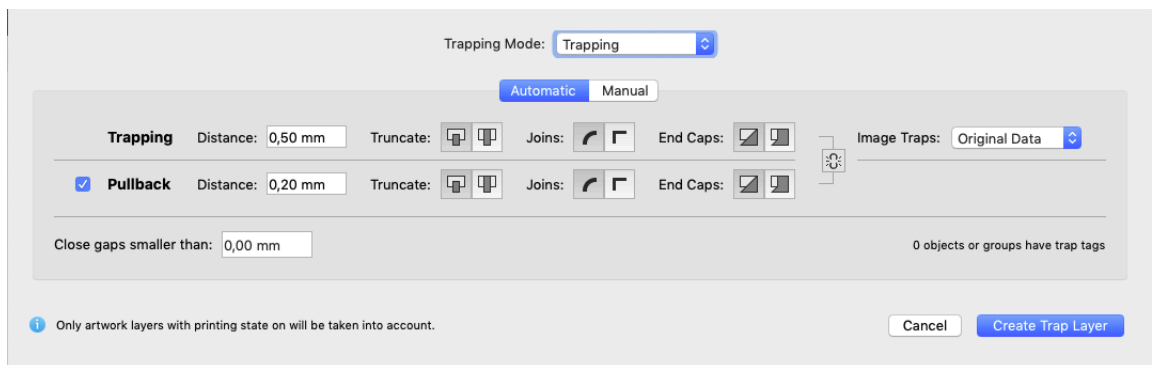 Trapping Mode: Trapping
Automatic Manual
Trapping Distance: 0,50 mm Truncate: Joins: End Caps: Image Traps: Original Data
Pullback Distance: 0,20 mm Truncate: Joins: End Caps:
Close gaps smaller than: 0,00 mm 0 objects or groups have trap tags
Only artwork layers with printing state on will be taken into account. Cancel Create Trap Layer